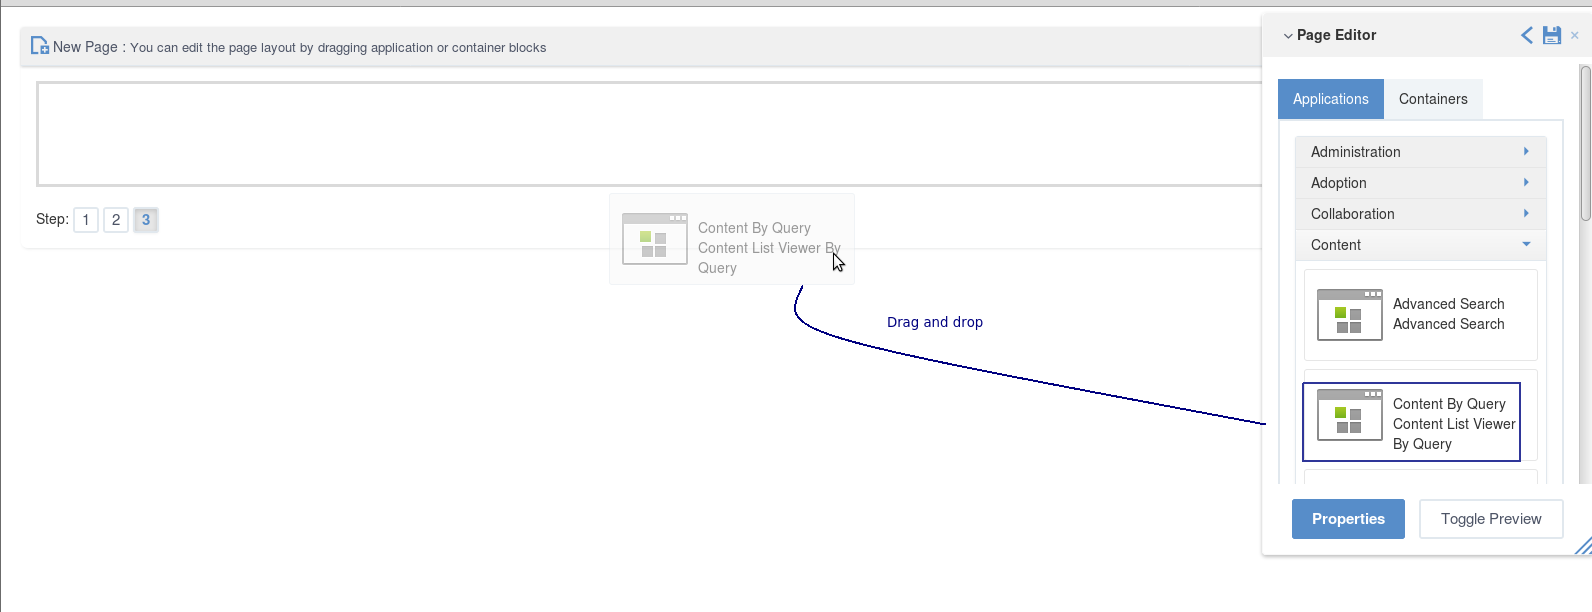 New Page : You can edit the page layout by dragging application or container blocks
Step: 1 2 3
Content By Query
Content List Viewer By
Query
Drag and drop
Page Editor
×
Applications Containers
Administration
Adoption
Collaboration
Content
Advanced Search
Advanced Search
Content By Query
Content List Viewer
By Query
Properties Toggle Preview